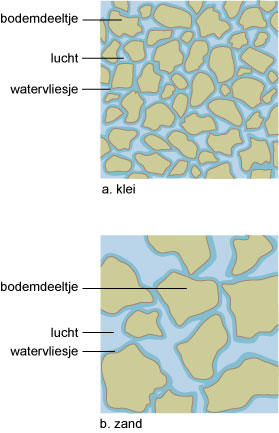 bodemdeeltje
lucht
watervliesje
a. klei
bodemdeeltje
lucht
watervliesje
b. zand